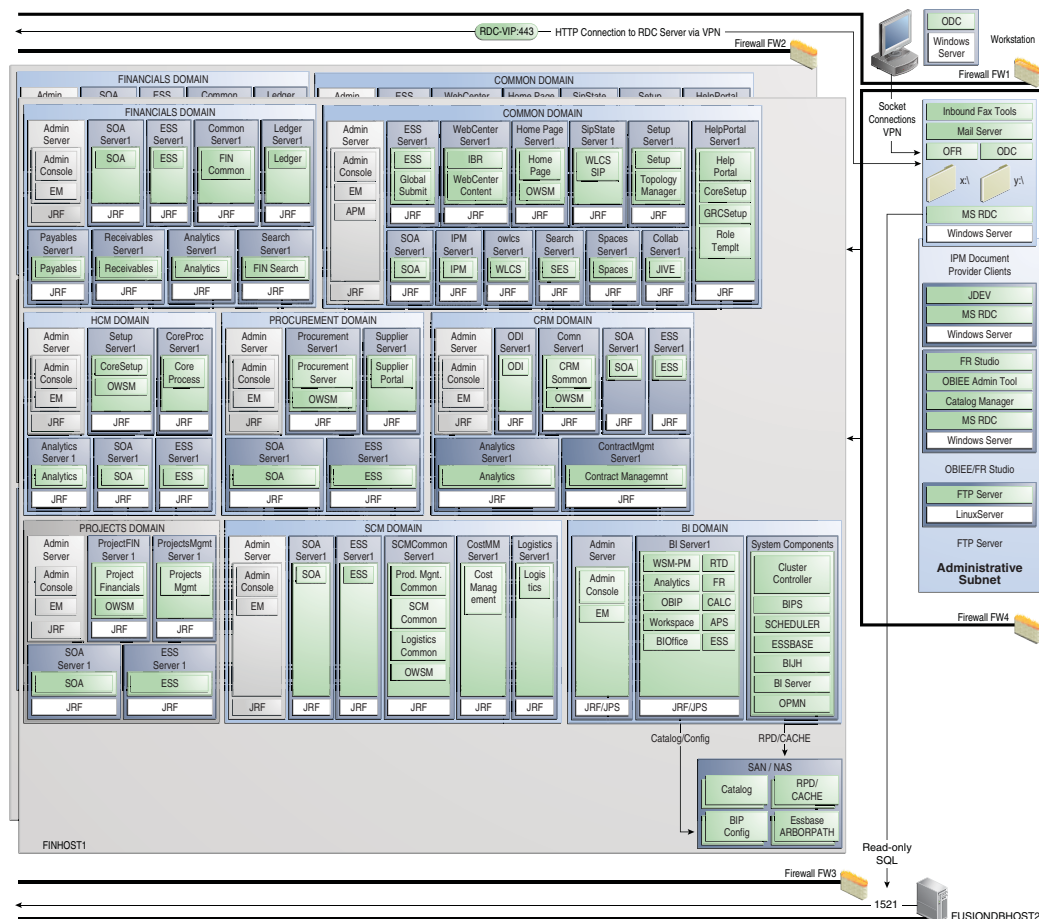 ODC
Windows
Server
Workstation
RDC-VIP:443
HTTP Connection to RDC Server via VPN
Firewall FW2
Firewall FW1
FINANCIALS DOMAIN
COMMON DOMAIN
Admin
SOA
ESS
Common
Ledger
Admin
ESS
WebCenter
Home Page
SipState
Setup
HelpPortal
Socket
Connections
VPN
FINANCIALS DOMAIN
Admin
Server
Admin
Console
EM
JRF
SOA
Server1
SOA
JRF
ESS
Server1
ESS
JRF
Common
Server1
FIN
Common
JRF
Ledger
Server1
Ledger
JRF
Payables
Server1
Payables
JRF
Receivables
Server1
Receivables
JRF
Analytics
Server1
Analytics
JRF
Search
Server1
FIN Search
JRF
COMMON DOMAIN
Admin
Server
Admin
Console
EM
APM
JRF
ESS
Server1
ESS
Global
Submit
JRF
WebCenter
Server1
IBR
WebCenter
Content
JRF
Home Page
Server1
Home
Page
OWSM
JRF
SipState
Server 1
WLCS
SIP
JRF
Setup
Server1
Setup
Topology
Manager
JRF
HelpPortal
Server1
Help
Portal
CoreSetup
GRCSetup
Role
Templt
JRF
SOA
Server1
SOA
JRF
IPM
Server1
IPM
JRF
owlcs
Server1
WLCS
JRF
Search
Server1
SES
JRF
Spaces
Server1
Spaces
JRF
Collab
Server1
JIVE
JRF
HCM DOMAIN
Admin
Server
Admin
Console
EM
JRF
Setup
Server1
CoreSetup
OWSM
JRF
CoreProc
Server1
Core
Process
JRF
Analytics
Server 1
Analytics
JRF
SOA
Server1
SOA
JRF
ESS
Server1
ESS
JRF
PROCUREMENT DOMAIN
Admin
Server
Admin
Console
EM
JRF
Procurement
Server1
Procurement
Server
OWSM
JRF
Supplier
Server1
Supplier
Portal
JRF
SOA
Server1
SOA
JRF
ESS
Server1
ESS
JRF
CRM DOMAIN
Admin
Server
Admin
Console
EM
JRF
ODI
Server1
ODI
JRF
Comn
Server1
CRM
Sommon
OWSM
JRF
SOA
Server1
SOA
JRF
ESS
Server1
ESS
JRF
Analytics
Server1
Analytics
JRF
ContractMgmt
Server1
Contract Managemnt
JRF
PROJECTS DOMAIN
Admin
Server
Admin
Console
EM
JRF
ProjectFIN
Server 1
Project
Financials
OWSM
JRF
ProjectsMgmt
Server 1
Projects
Mgmt
JRF
SOA
Server 1
SOA
JRF
ESS
Server 1
ESS
JRF
SCM DOMAIN
Admin
Server
Admin
Console
EM
JRF
SOA
Server1
SOA
JRF
ESS
Server1
ESS
JRF
SCMCommon
Server1
Prod. Mgnt.
Common
SCM
Common
Logistics
Common
OWSM
JRF
CostMM
Server1
Cost
Manag
ement
JRF
Logistics
Server1
Logis
tics
JRF
BI DOMAIN
Admin
Server
Admin
Console
EM
JRF/JPS
BI Server1
WSM-PM
RTD
Analytics
FR
OBIP
CALC
Workspace
APS
BIOffice
ESS
JRF/JPS
System Components
Cluster
Controller
BIPS
SCHEDULER
ESSBASE
BIJH
BI Server
OPMN
Catalog/Config
RPD/CACHE
SAN / NAS
Catalog
RPD/
CACHE
BIP
Config
Essbase
ARBORPATH
FINHOST1
Inbound Fax Tools
Mail Server
OFR
ODC
x:\
y:\
MS RDC
Windows Server
IPM Document
Provider Clients
JDEV
MS RDC
Windows Server
FR Studio
OBIEE Admin Tool
Catalog Manager
MS RDC
Windows Server
OBIEE/FR Studio
FTP Server
LinuxServer
FTP Server
Administrative
Subnet
Firewall FW4
Read-only
SQL
Firewall FW3
1521
FUSIONDBHOST2